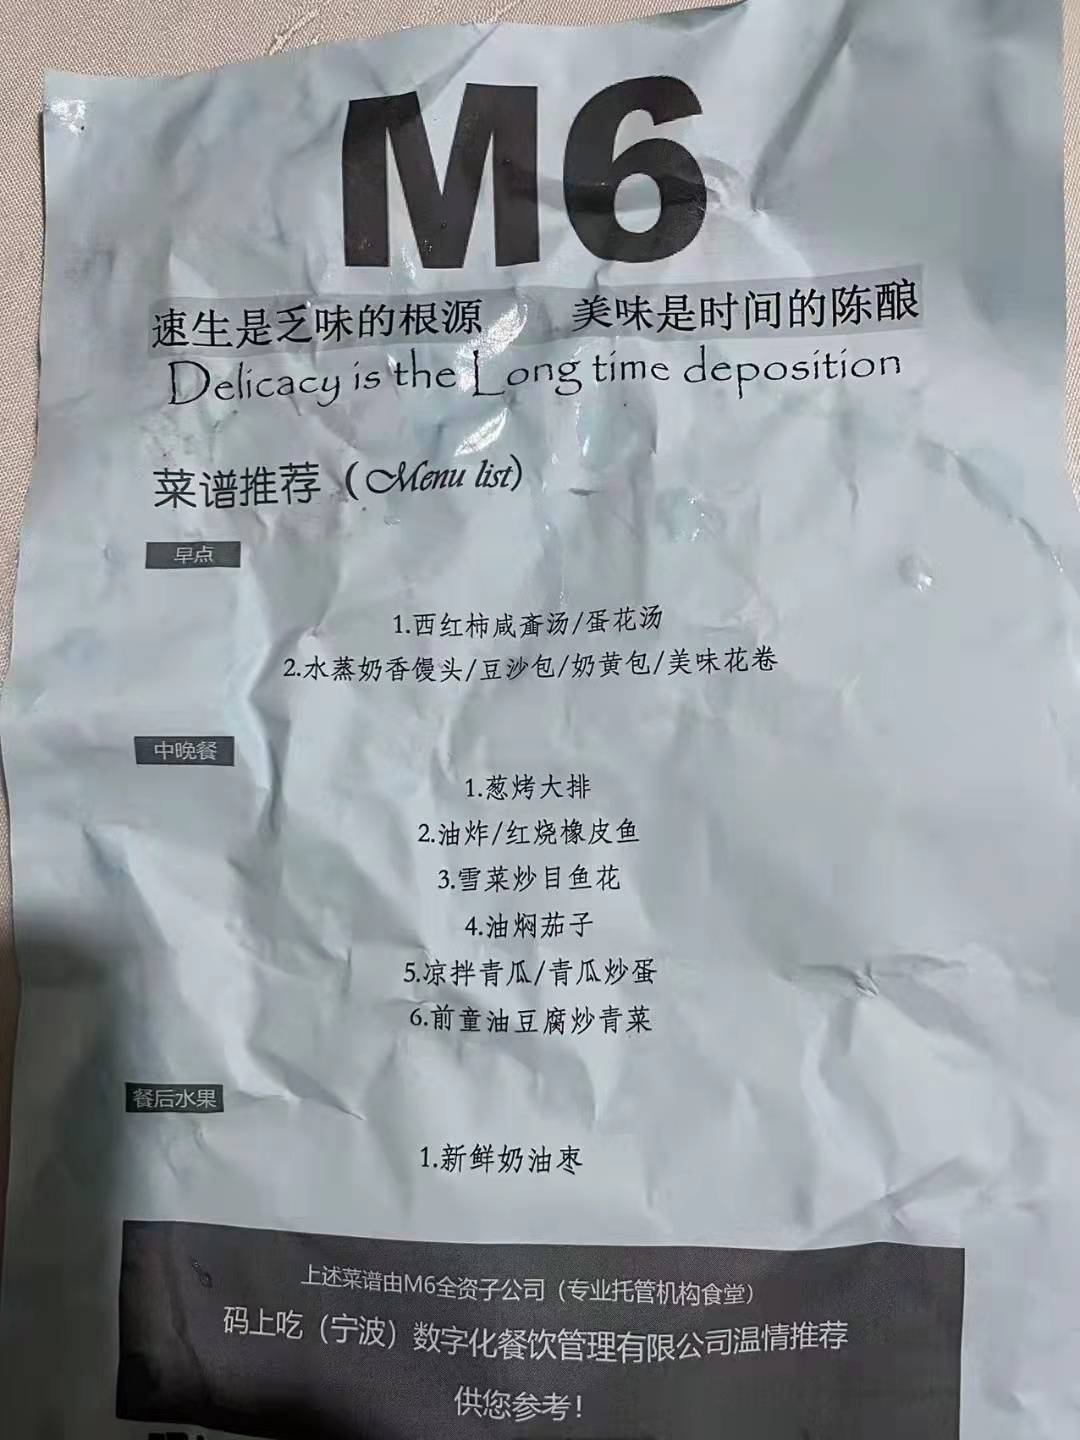 M6
速生是乏味的根源 美味是时间的陈酿
Delicacy is the Long time deposition
菜谱推荐（Menu list）
早点
1.西红柿咸齑汤/蛋花汤
2.水蒸奶香馒头/豆沙包/奶黄包/美味花卷
中晚餐
1.葱烤大排
2.油炸/红烧橡皮鱼
3.雪菜炒目鱼花
4.油焖茄子
5.凉拌青瓜/青瓜炒蛋
6.前童油豆腐炒青菜
餐后水果
1.新鲜奶油枣
上述菜谱由M6全资子公司（专业托管机构食堂）
码上吃（宁波）数字化餐饮管理有限公司温情推荐
供您参考！